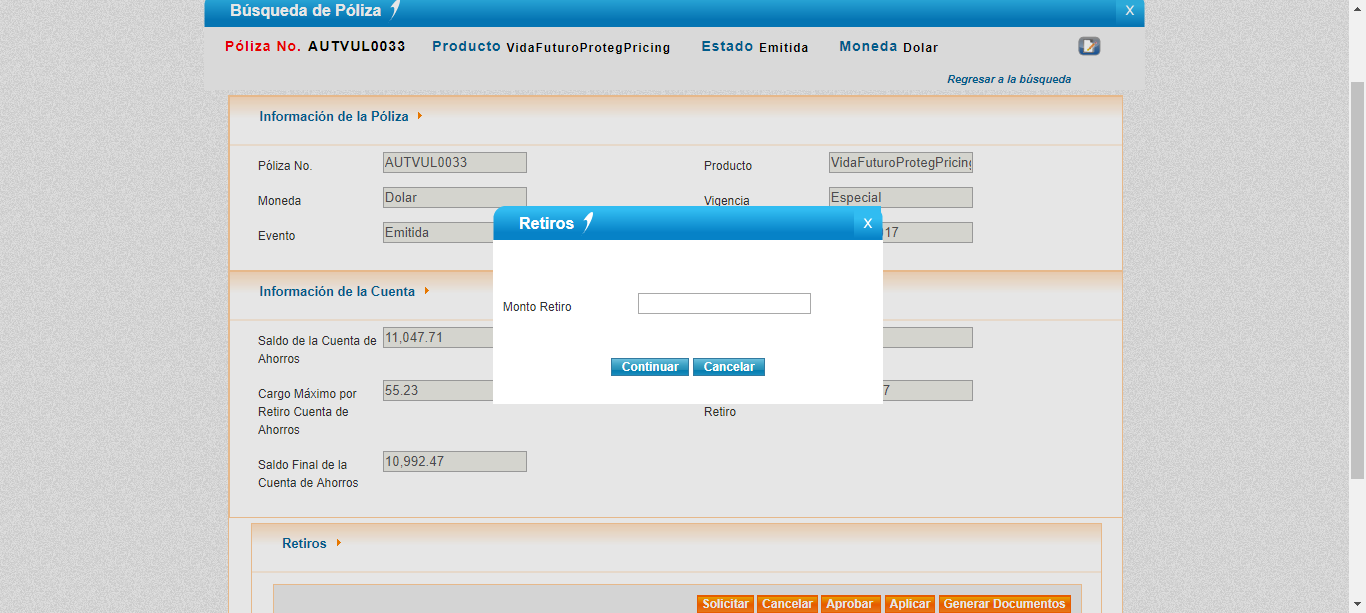 Búsqueda de Póliza X
Póliza No. AUTVUL0033 Producto VidaFuturoProtegPricing Estado Emitida Moneda Dolar
Regresar a la búsqueda
Información de la Póliza
Póliza No. AUTVUL0033 Producto VidaFuturoProtegPricing
Moneda Dolar Vigencia Especial
Evento Emitida 17
Retiros X
Monto Retiro
Continuar Cancelar
Información de la Cuenta
Saldo de la Cuenta de
Ahorros
11,047.71
Cargo Máximo por
Retiro Cuenta de
Ahorros
55.23
Retiro
7
Saldo Final de la
Cuenta de Ahorros
10,992.47
Retiros
Solicitar Cancelar Aprobar Aplicar Generar Documentos